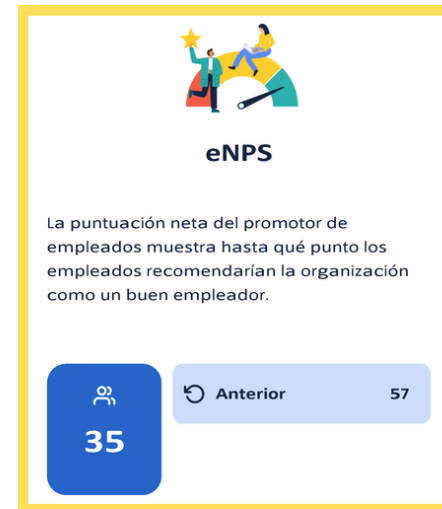 eNPS
La puntuación neta del promotor de
empleados muestra hasta qué punto los
empleados recomendarían la organización
como un buen empleador.
Anterior 57
35